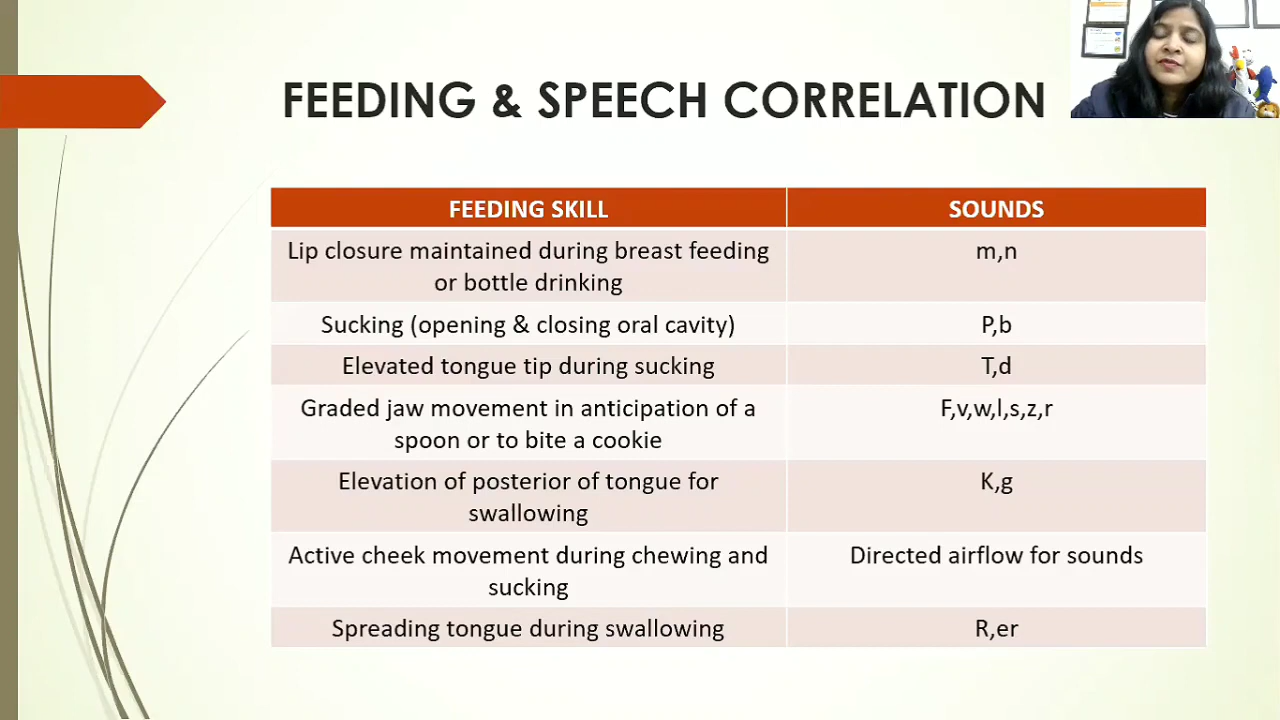 FEEDING & SPEECH CORRELATION
FEEDING SKILL
SOUNDS
Lip closure maintained during breast feeding
or bottle drinking
m,n
Sucking (opening & closing oral cavity)
P,b
Elevated tongue tip during sucking
T,d
Graded jaw movement in anticipation of a
spoon or to bite a cookie
F,v,w,l,s,z,r
Elevation of posterior of tongue for
swallowing
K,g
Active cheek movement during chewing and
sucking
Directed airflow for sounds
Spreading tongue during swallowing
R,er